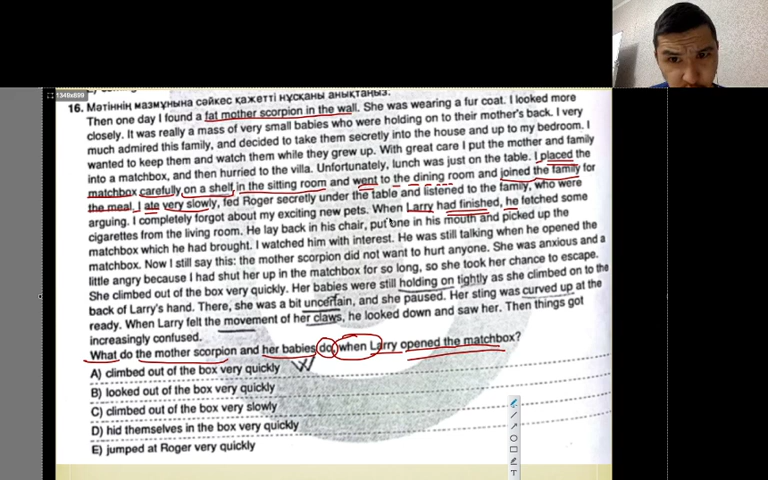 1348x899
16. Мәтіннің мазмұнына сәйкес қажетті нұсқаны анықтаңыз.
Then one day I found a fat mother scorpion in the wall. She was wearing a fur coat. I looked more
closely. It was really a mass of very small babies who were holding on to their mother's back. I very
much admired this family, and decided to take them secretly into the house and up to my bedroom. I
wanted to keep them and watch them while they grew up. With great care I put the mother and family
into a matchbox, and then hurried to the villa. Unfortunately, lunch was just on the table. I placed the
matchbox carefully on a shelf in the sitting room and went to the dining room and joined the family for
the meal. I ate very slowly, fed Roger secretly under the table and listened to the family, who were
arguing. I completely forgot about my exciting new pets. When Larry had finished, he fetched some
cigarettes from the living room. He lay back in his chair, put one in his mouth and picked up the
matchbox which he had brought. I watched him with interest. He was still talking when he opened the
matchbox. Now I still say this: the mother scorpion did not want to hurt anyone. She was anxious and a
little angry because I had shut her up in the matchbox for so long, so she took her chance to escape.
She climbed out of the box very quickly. Her babies were still holding on tightly as she climbed on to the
back of Larry's hand. There, she was a bit uncertain, and she paused. Her sting was curved up at the
ready. When Larry felt the movement of her claws, he looked down and saw her. Then things got
increasingly confused.
What do the mother scorpion and her babies do, when Larry opened the matchbox?
A) climbed out of the box very quickly
B) looked out of the box very quickly
C) climbed out of the box very slowly
D) hid themselves in the box very quickly
E) jumped at Roger very quickly